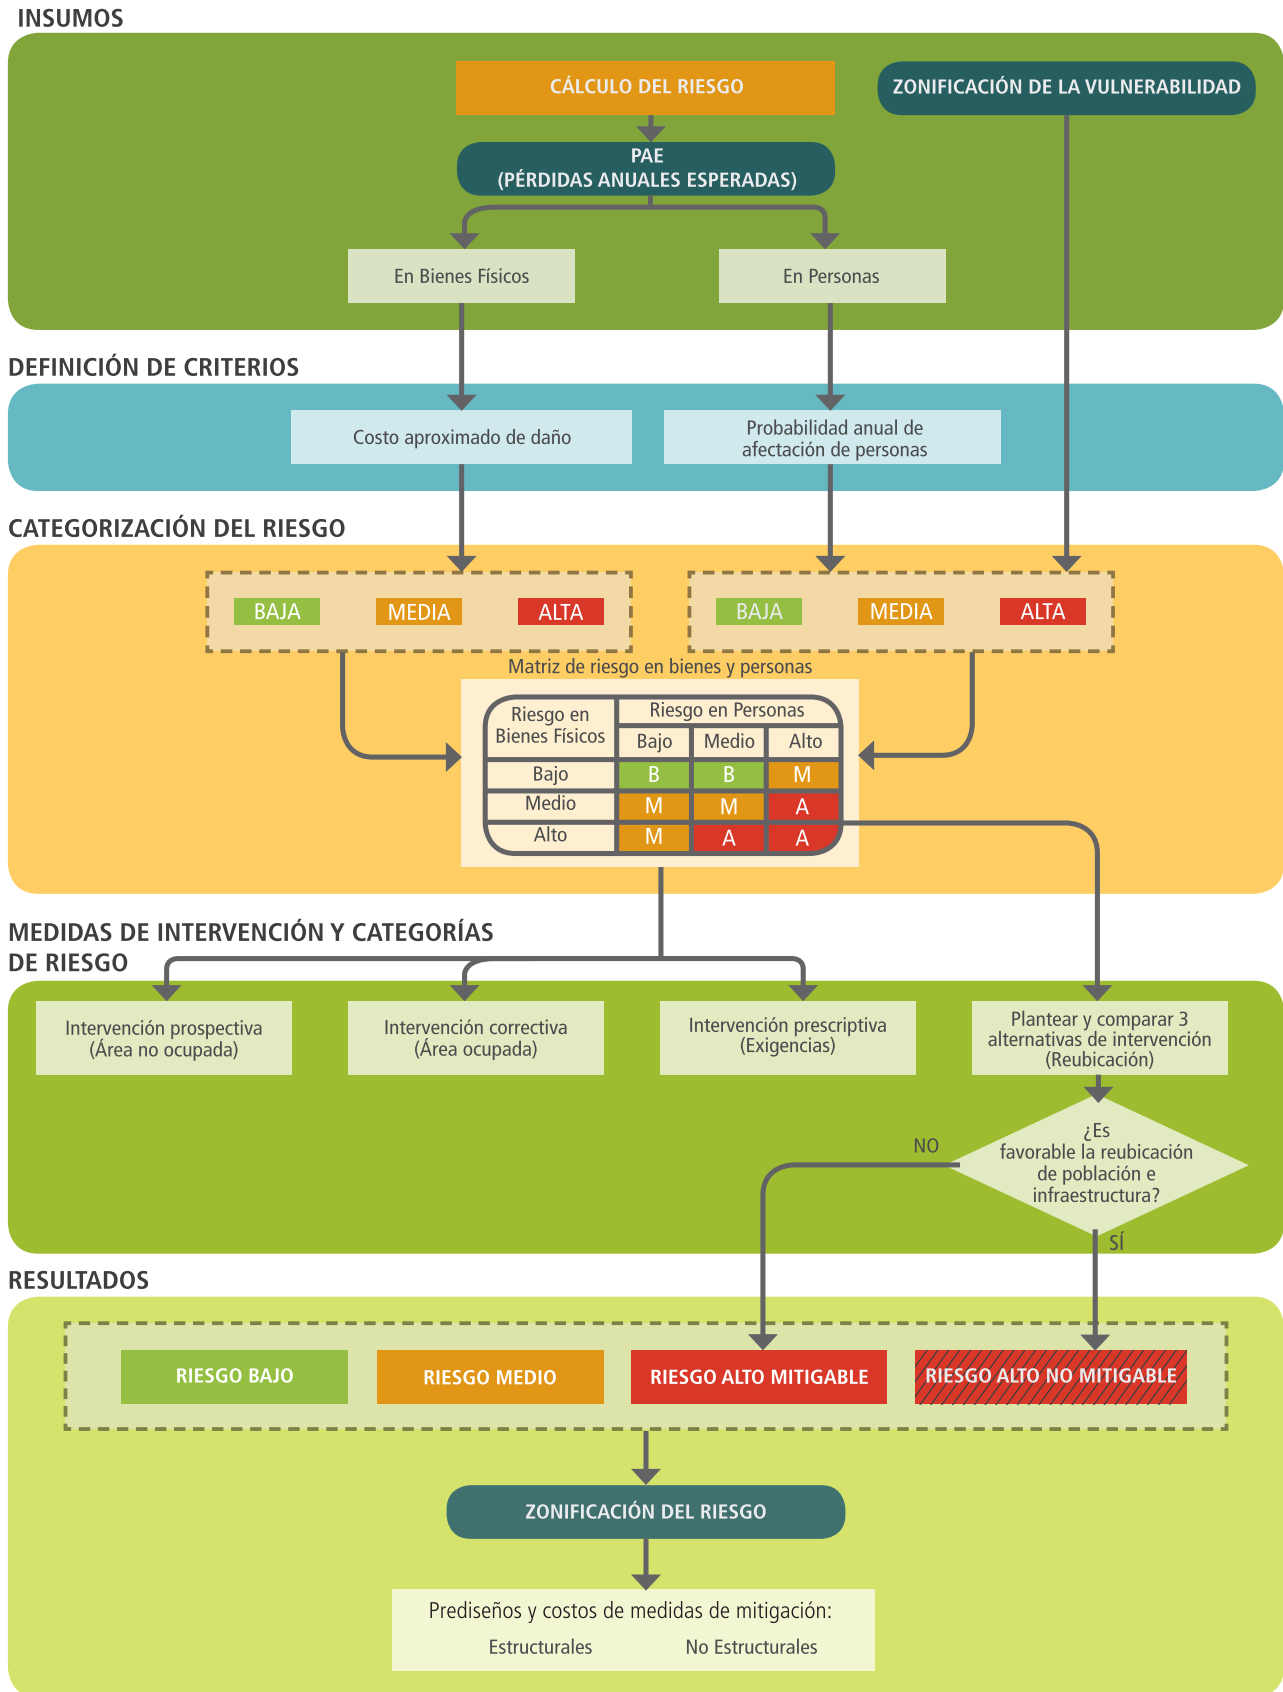 INSUMOS
CÁLCULO DEL RIESGO
ZONIFICACIÓN DE LA VULNERABILIDAD
PAE
(PÉRDIDAS ANUALES ESPERADAS)
En Bienes Físicos
En Personas
DEFINICIÓN DE CRITERIOS
Costo aproximado de daño
Probabilidad anual de
afectación de personas
CATEGORIZACIÓN DEL RIESGO
BAJA
MEDIA
ALTA
BAJA
MEDIA
ALTA
Matriz de riesgo en bienes y personas
Riesgo en
Bienes Físicos
Riesgo en Personas
Bajo Medio Alto
Bajo B B M
Medio M M A
Alto M A A
MEDIDAS DE INTERVENCIÓN Y CATEGORÍAS
DE RIESGO
Intervención prospectiva
(Área no ocupada)
Intervención correctiva
(Área ocupada)
Intervención prescriptiva
(Exigencias)
Plantear y comparar 3
alternativas de intervención
(Reubicación)
¿Es
favorable la reubicación
de población e
infraestructura?
NO
SÍ
RESULTADOS
RIESGO BAJO
RIESGO MEDIO
RIESGO ALTO MITIGABLE
RIESGO ALTO NO MITIGABLE
ZONIFICACIÓN DEL RIESGO
Prediseños y costos de medidas de mitigación:
Estructurales
No Estructurales